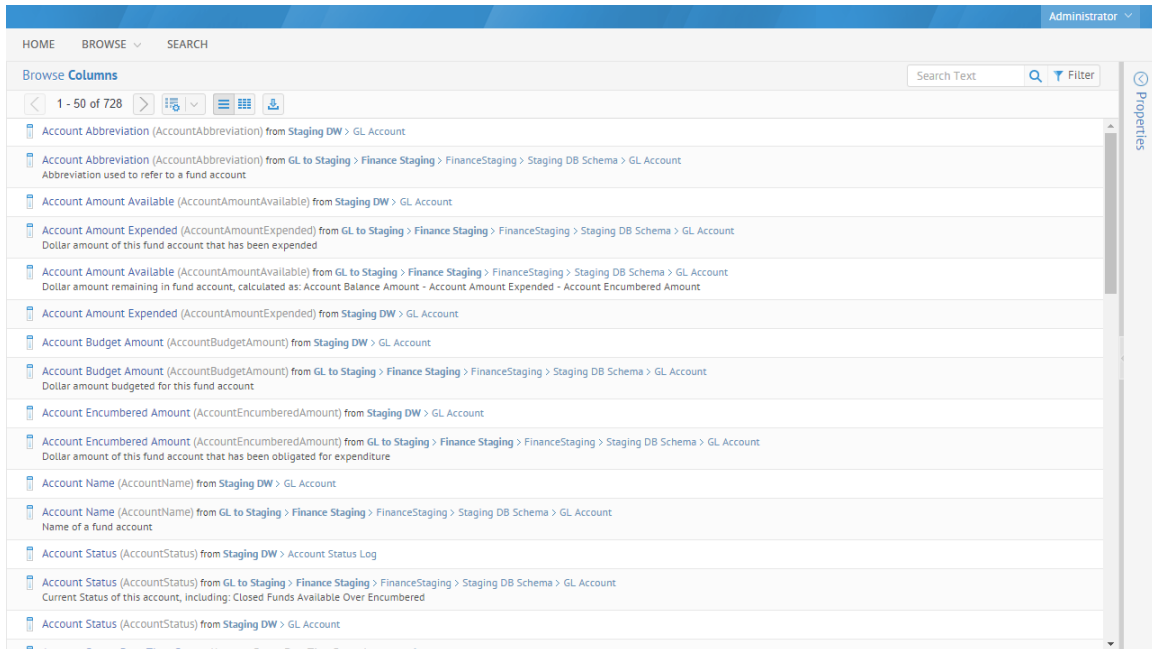 Administrator
HOME BROWSE SEARCH
Browse Columns Search Text Filter
1 - 50 of 728
Properties
Account Abbreviation (AccountAbbreviation) from Staging DW > GL Account
Account Abbreviation (AccountAbbreviation) from GL to Staging > Finance Staging > FinanceStaging > Staging DB Schema > GL Account
Abbreviation used to refer to a fund account
Account Amount Available (AccountAmountAvailable) from Staging DW > GL Account
Account Amount Expended (AccountAmountExpended) from GL to Staging > Finance Staging > FinanceStaging > Staging DB Schema > GL Account
Dollar amount of this fund account that has been expended
Account Amount Available (AccountAmountAvailable) from GL to Staging > Finance Staging > FinanceStaging > Staging DB Schema > GL Account
Dollar amount remaining in fund account, calculated as: Account Balance Amount - Account Amount Expended - Account Encumbered Amount
Account Amount Expended (AccountAmountExpended) from Staging DW > GL Account
Account Budget Amount (AccountBudgetAmount) from Staging DW > GL Account
Account Budget Amount (AccountBudgetAmount) from GL to Staging > Finance Staging > FinanceStaging > Staging DB Schema > GL Account
Dollar amount budgeted for this fund account
Account Encumbered Amount (AccountEncumberedAmount) from Staging DW > GL Account
Account Encumbered Amount (AccountEncumberedAmount) from GL to Staging > Finance Staging > FinanceStaging > Staging DB Schema > GL Account
Dollar amount of this fund account that has been obligated for expenditure
Account Name (AccountName) from Staging DW > GL Account
Account Name (AccountName) from GL to Staging > Finance Staging > FinanceStaging > Staging DB Schema > GL Account
Name of a fund account
Account Status (AccountStatus) from Staging DW > Account Status Log
Account Status (AccountStatus) from GL to Staging > Finance Staging > FinanceStaging > Staging DB Schema > GL Account
Current Status of this account, including: Closed Funds Available Over Encumbered
Account Status (AccountStatus) from Staging DW > GL Account